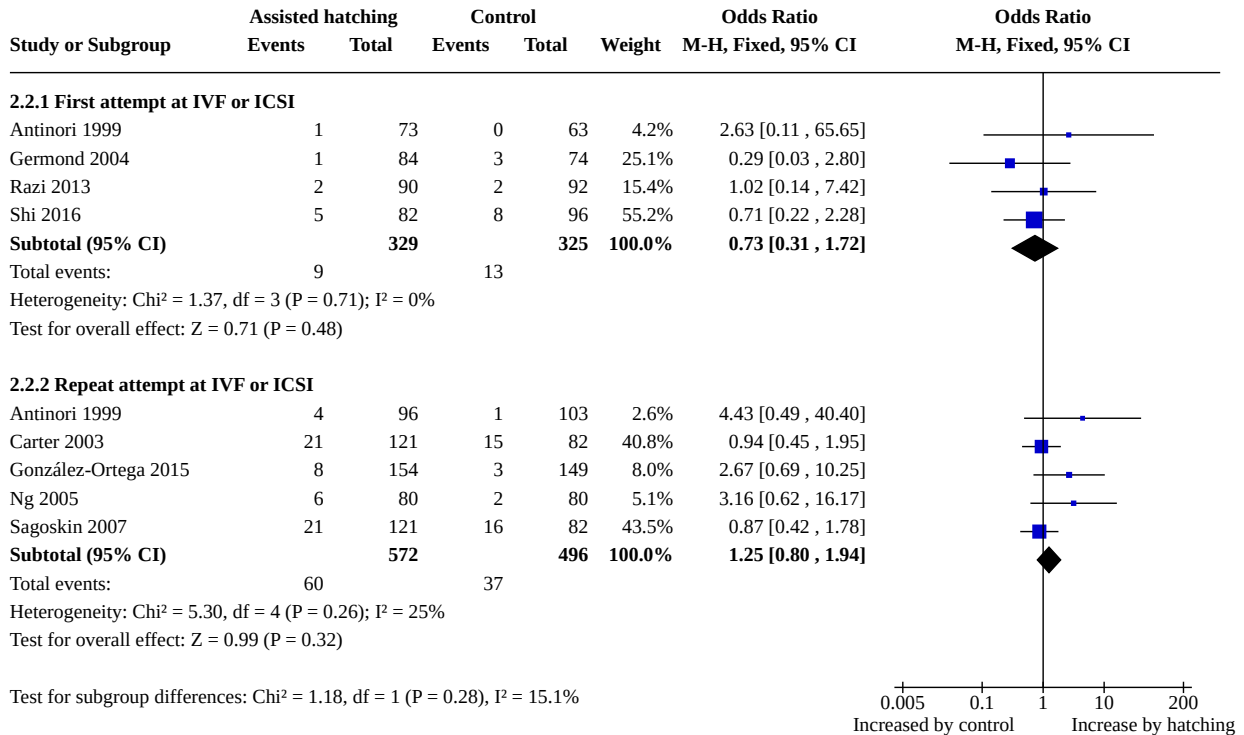 Assisted hatching Control Odds Ratio Odds Ratio
Study or Subgroup Events Total Events Total Weight M-H, Fixed, 95% CI M-H, Fixed, 95% CI
2.2.1 First attempt at IVF or ICSI
Antinori 1999 1 73 0 63 4.2% 2.63 [0.11 , 65.65]
Germond 2004 1 84 3 74 25.1% 0.29 [0.03 , 2.80]
Razi 2013 2 90 2 92 15.4% 1.02 [0.14 , 7.42]
Shi 2016 5 82 8 96 55.2% 0.71 [0.22 , 2.28]
Subtotal (95% CI) 329 325 100.0% 0.73 [0.31 , 1.72]
Total events: 9 13
Heterogeneity: Chi² = 1.37, df = 3 (P = 0.71); I² = 0%
Test for overall effect: Z = 0.71 (P = 0.48)
2.2.2 Repeat attempt at IVF or ICSI
Antinori 1999 4 96 1 103 2.6% 4.43 [0.49 , 40.40]
Carter 2003 21 121 15 82 40.8% 0.94 [0.45 , 1.95]
González-Ortega 2015 8 154 3 149 8.0% 2.67 [0.69 , 10.25]
Ng 2005 6 80 2 80 5.1% 3.16 [0.62 , 16.17]
Sagoskin 2007 21 121 16 82 43.5% 0.87 [0.42 , 1.78]
Subtotal (95% CI) 572 496 100.0% 1.25 [0.80 , 1.94]
Total events: 60 37
Heterogeneity: Chi² = 5.30, df = 4 (P = 0.26); I² = 25%
Test for overall effect: Z = 0.99 (P = 0.32)
Test for subgroup differences: Chi² = 1.18, df = 1 (P = 0.28), I² = 15.1%
0.005 0.1 1 10 200
Increased by control Increase by hatching